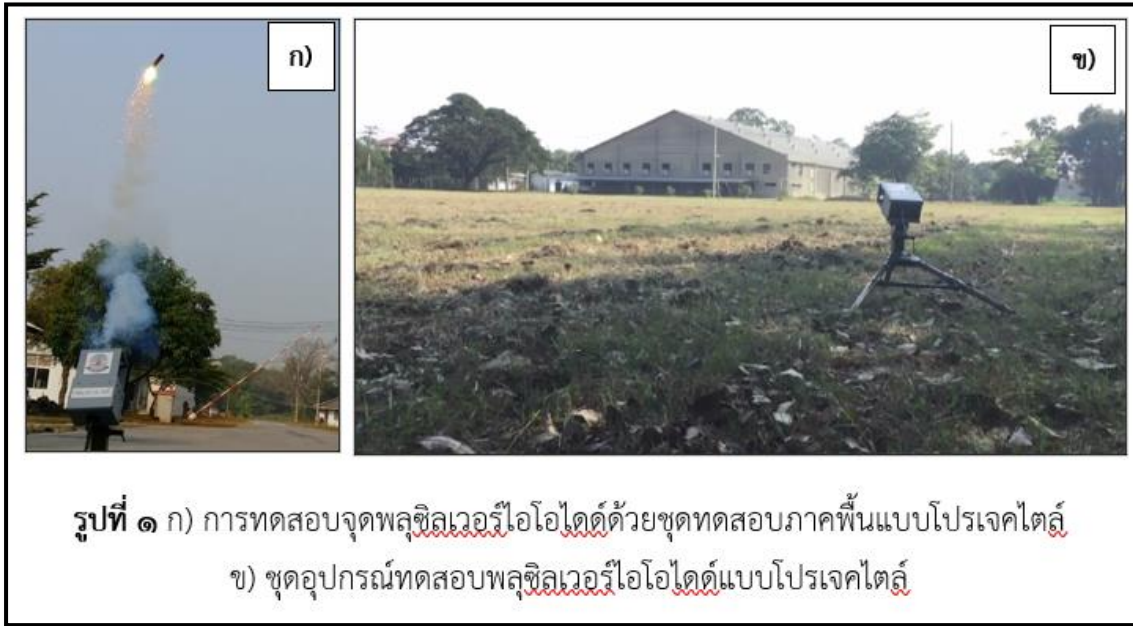 ก)
ข)
รูปที่ ๑ ก) การทดสอบจุดพลุซิลเวอร์ไอโอไดด์ด้วยชุดทดสอบภาคพื้นแบบโปรเจคไตล์
ข) ชุดอุปกรณ์ทดสอบพลุซิลเวอร์ไอโอไดด์แบบโปรเจคไตล์